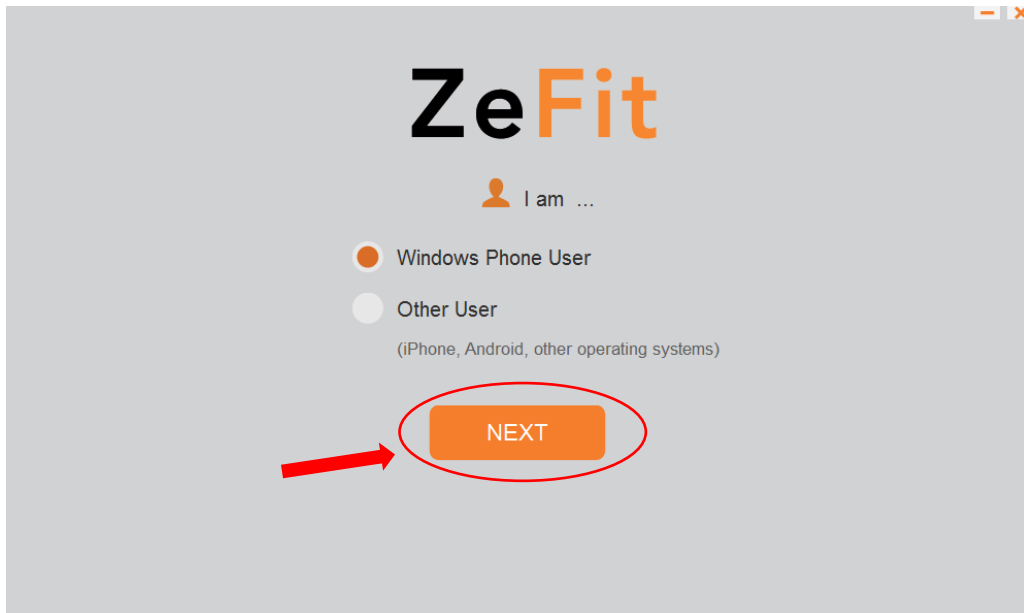 ZeFit
I am ...
Windows Phone User
Other User
(iPhone, Android, other operating systems)
NEXT